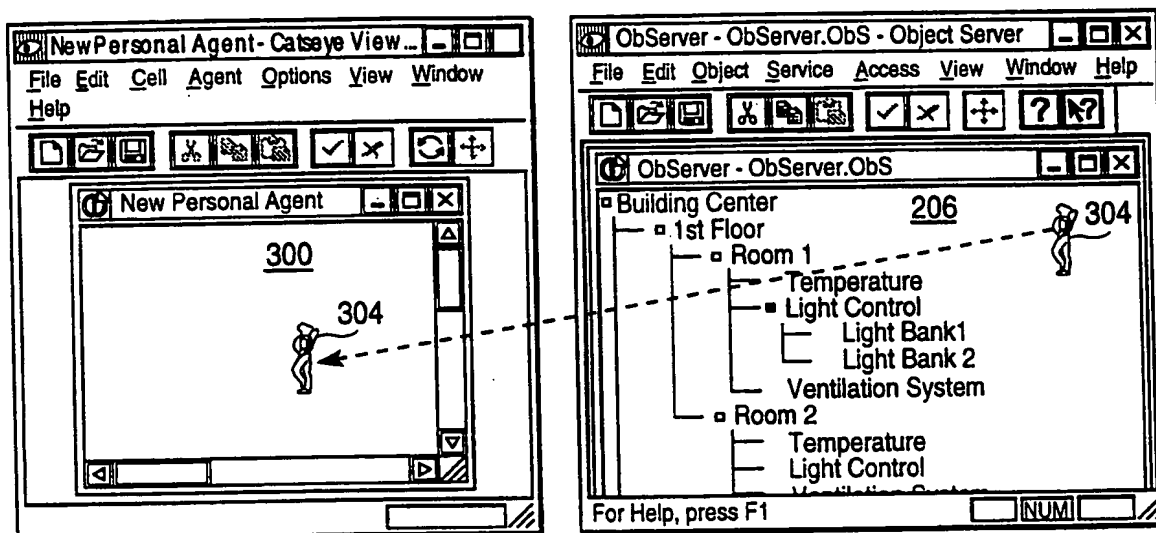 NewPersonal Agent - Catseye View...
File Edit Cell Agent Options View Window
Help
New Personal Agent
300
304
ObServer - ObServer.ObS - Object Server
File Edit Object Service Access View Window Help
? ?
ObServer - ObServer.ObS
Building Center
206
304
1st Floor
Room 1
Temperature
Light Control
Light Bank1
Light Bank 2
Ventilation System
Room 2
Temperature
Light Control
Ventilation System
For Help, press F1
NUM